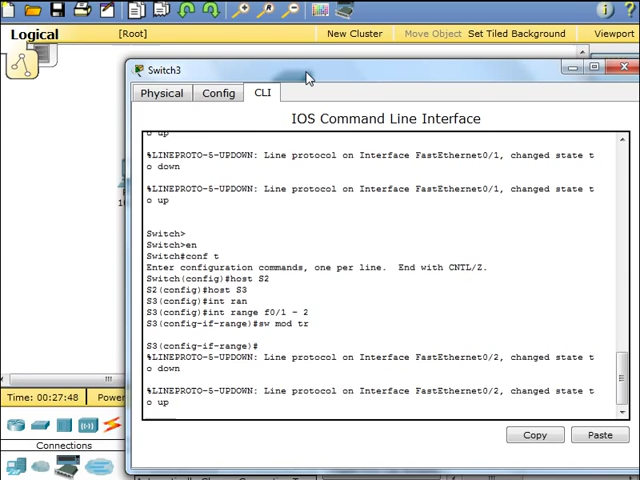 Logical
[Root]
New Cluster
Move Object
Set Tiled Background
Viewport
Switch3
Physical
Config
CLI
IOS Command Line Interface
o up
%LINEPROTO-5-UPDOWN: Line protocol on Interface FastEthernet0/1, changed state t
o down
%LINEPROTO-5-UPDOWN: Line protocol on Interface FastEthernet0/1, changed state t
o up
Switch>
Switch>en
Switch#conf t
Enter configuration commands, one per line. End with CNTL/Z.
Switch(config)#host S2
S2(config)#host S3
S3(config)#int ran
S3(config)#int range f0/1 - 2
S3(config-if-range)#sw mod tr
S3(config-if-range)#
%LINEPROTO-5-UPDOWN: Line protocol on Interface FastEthernet0/2, changed state t
o down
%LINEPROTO-5-UPDOWN: Line protocol on Interface FastEthernet0/2, changed state t
o up
Time: 00:27:48
Power
Copy
Paste
Connections